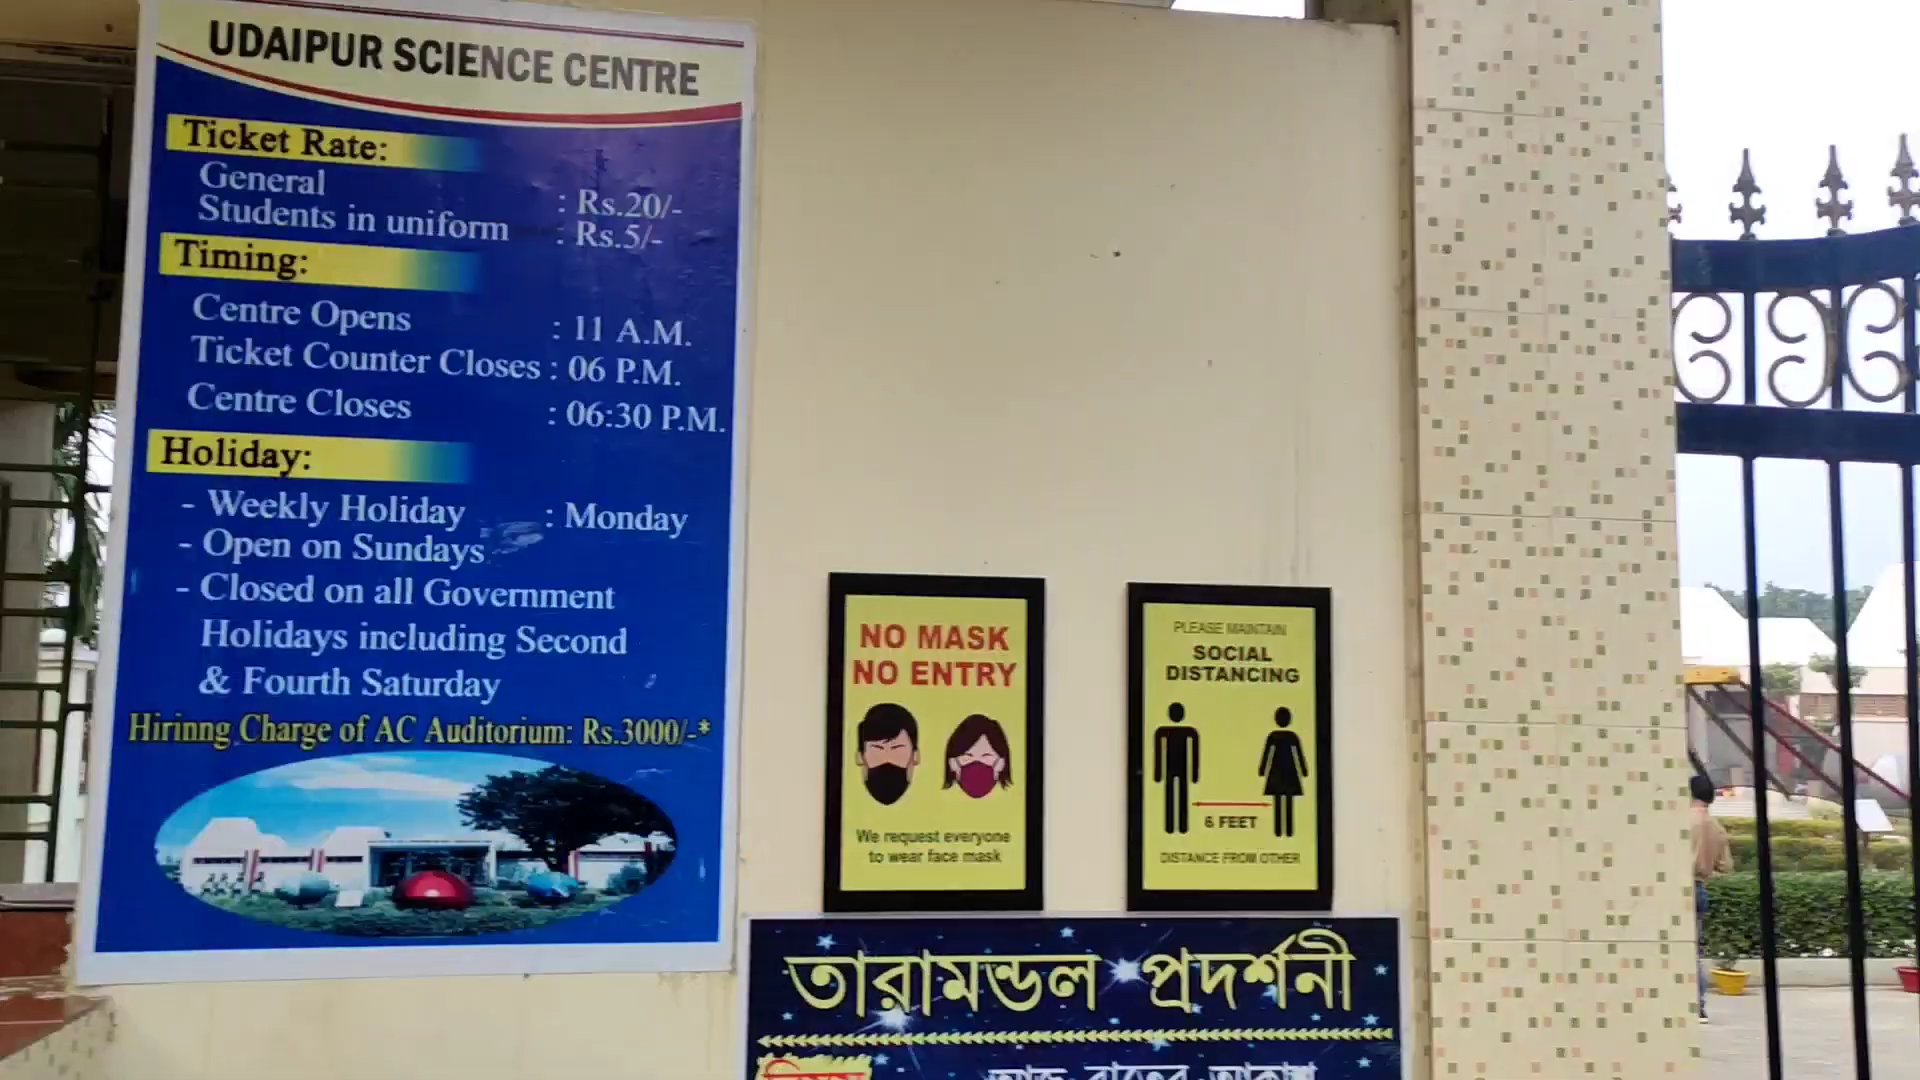 UDAIPUR SCIENCE CENTRE
Ticket Rate:
General : Rs.20/-
Students in uniform : Rs.5/-
Timing:
Centre Opens : 11 A.M.
Ticket Counter Closes : 06 P.M.
Centre Closes : 06:30 P.M.
Holiday:
- Weekly Holiday : Monday
- Open on Sundays
- Closed on all Government
Holidays including Second
& Fourth Saturday
Hirinng Charge of AC Auditorium: Rs.3000/-*
NO MASK
NO ENTRY
We request everyone
to wear face mask
PLEASE MAINTAIN
SOCIAL
DISTANCING
6 FEET
DISTANCE FROM OTHER
তারামন্ডল প্রদর্শনী